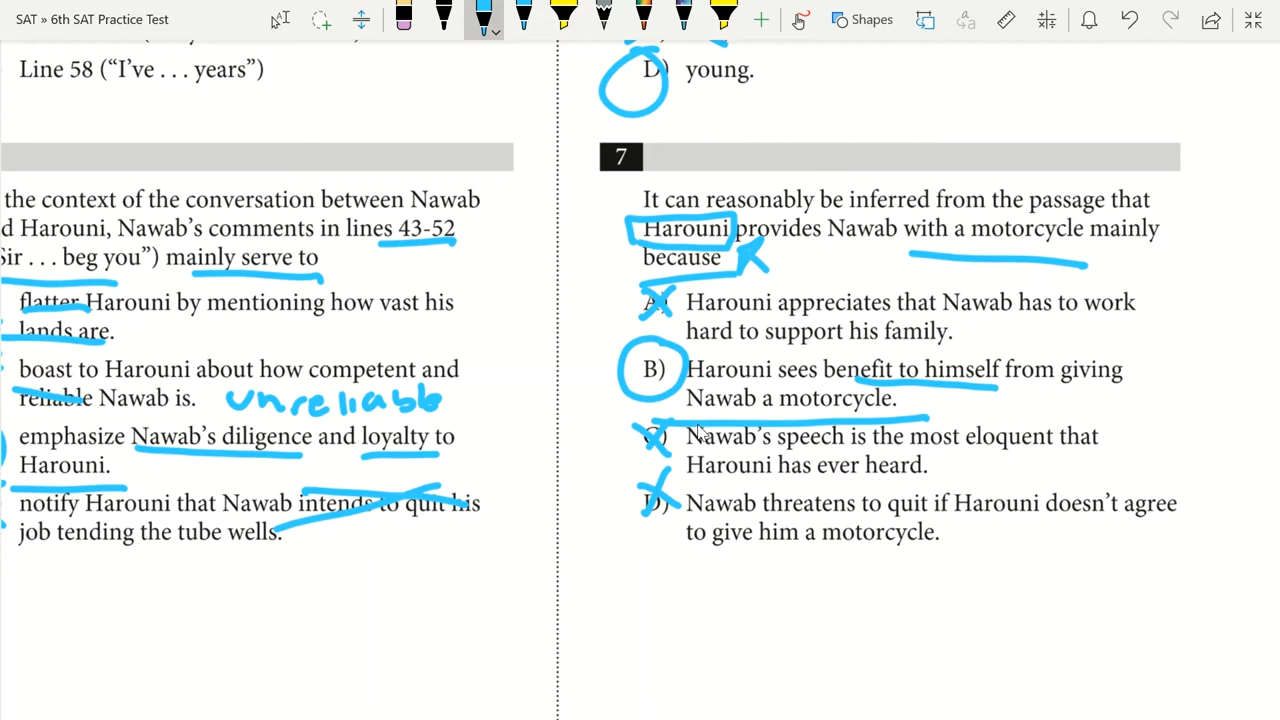 SAT » 6th SAT Practice Test
Shapes
Line 58 (“I’ve . . . years”)
the context of the conversation between Nawab
d Harouni, Nawab’s comments in lines 43-52
Sir . . . beg you”) mainly serve to
flatter Harouni by mentioning how vast his
lands are.
boast to Harouni about how competent and
reliable Nawab is. unreliable
emphasize Nawab’s diligence and loyalty to
Harouni.
notify Harouni that Nawab intends to quit his
job tending the tube wells.
D) young.
7
It can reasonably be inferred from the passage that
Harouni provides Nawab with a motorcycle mainly
because
A) Harouni appreciates that Nawab has to work
hard to support his family.
B) Harouni sees benefit to himself from giving
Nawab a motorcycle.
C) Nawab’s speech is the most eloquent that
Harouni has ever heard.
D) Nawab threatens to quit if Harouni doesn’t agree
to give him a motorcycle.